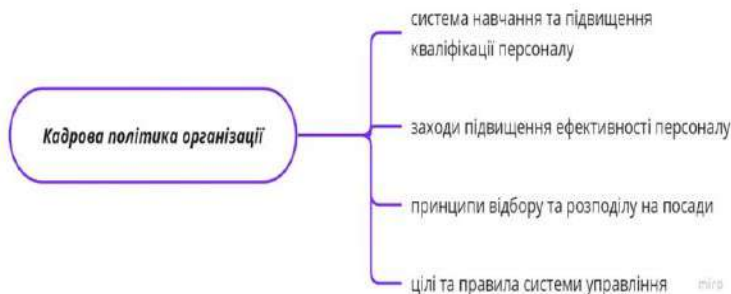 система навчання та підвищення
кваліфікації персоналу
Кадрова політика організації
заходи підвищення ефективності персоналу
принципи відбору та розподілу на посади
цілі та правила системи управління
miro